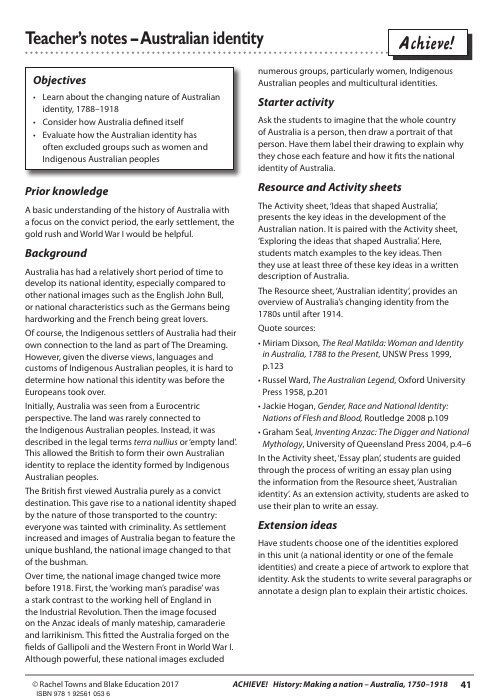 Teacher's notes – Australian identity
Achieve!
Objectives
• Learn about the changing nature of Australian
identity, 1788–1918
• Consider how Australia defined itself
• Evaluate how the Australian identity has
often excluded groups such as women and
Indigenous Australian peoples
Prior knowledge
A basic understanding of the history of Australia with
a focus on the convict period, the early settlement, the
gold rush and World War I would be helpful.
Background
Australia has had a relatively short period of time to
develop its national identity, especially compared to
other national images such as the English John Bull,
or national characteristics such as the Germans being
hardworking and the French being great lovers.
Of course, the Indigenous settlers of Australia had their
own connection to the land as part of The Dreaming.
However, given the diverse views, languages and
customs of Indigenous Australian peoples, it is hard to
determine how national this identity was before the
Europeans took over.
Initially, Australia was seen from a Eurocentric
perspective. The land was rarely connected to
the Indigenous Australian peoples. Instead, it was
described in the legal terms terra nullius or 'empty land'.
This allowed the British to form their own Australian
identity to replace the identity formed by Indigenous
Australian peoples.
The British first viewed Australia purely as a convict
destination. This gave rise to a national identity shaped
by the nature of those transported to the country:
everyone was tainted with criminality. As settlement
increased and images of Australia began to feature the
unique bushland, the national image changed to that
of the bushman.
Over time, the national image changed twice more
before 1918. First, the 'working man's paradise' was
a stark contrast to the working hell of England in
the Industrial Revolution. Then the image focused
on the Anzac ideals of manly mateship, camaraderie
and larrikinism. This fitted the Australia forged on the
fields of Gallipoli and the Western Front in World War I.
Although powerful, these national images excluded
numerous groups, particularly women, Indigenous
Australian peoples and multicultural identities.
Starter activity
Ask the students to imagine that the whole country
of Australia is a person, then draw a portrait of that
person. Have them label their drawing to explain why
they chose each feature and how it fits the national
identity of Australia.
Resource and Activity sheets
The Activity sheet, 'Ideas that shaped Australia',
presents the key ideas in the development of the
Australian nation. It is paired with the Activity sheet,
'Exploring the ideas that shaped Australia'. Here,
students match examples to the key ideas. Then
they use at least three of these key ideas in a written
description of Australia.
The Resource sheet, 'Australian identity', provides an
overview of Australia's changing identity from the
1780s until after 1914.
Quote sources:
• Miriam Dixson, The Real Matilda: Woman and Identity
in Australia, 1788 to the Present, UNSW Press 1999,
p.123
• Russel Ward, The Australian Legend, Oxford University
Press 1958, p.201
• Jackie Hogan, Gender, Race and National Identity:
Nations of Flesh and Blood, Routledge 2008 p.109
• Graham Seal, Inventing Anzac: The Digger and National
Mythology, University of Queensland Press 2004, p.4–6
In the Activity sheet, 'Essay plan', students are guided
through the process of writing an essay plan using
the information from the Resource sheet, 'Australian
identity'. As an extension activity, students are asked to
use their plan to write an essay.
Extension ideas
Have students choose one of the identities explored
in this unit (a national identity or one of the female
identities) and create a piece of artwork to explore that
identity. Ask the students to write several paragraphs or
annotate a design plan to explain their artistic choices.
© Rachel Towns and Blake Education 2017
ISBN 978 1 92561 053 6
ACHIEVE! History: Making a nation – Australia, 1750–1918 41